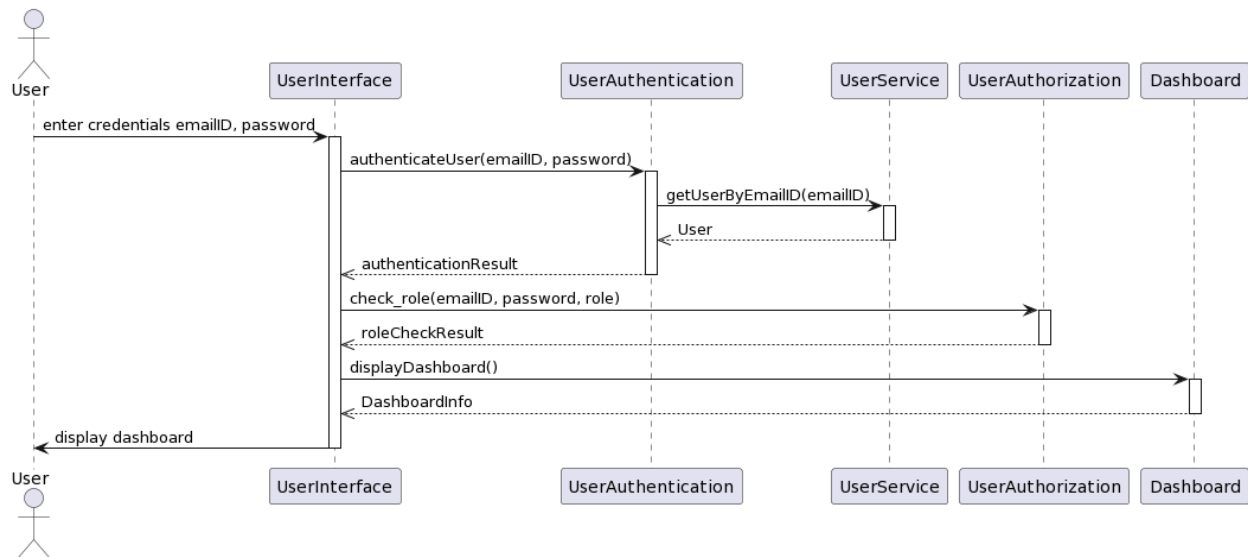 User
UserInterface
UserAuthentication
UserService
UserAuthorization
Dashboard
enter credentials emailID, password
authenticateUser(emailID, password)
getUserByEmailID(emailID)
User
authenticationResult
check_role(emailID, password, role)
roleCheckResult
displayDashboard()
DashboardInfo
display dashboard
User
UserInterface
UserAuthentication
UserService
UserAuthorization
Dashboard